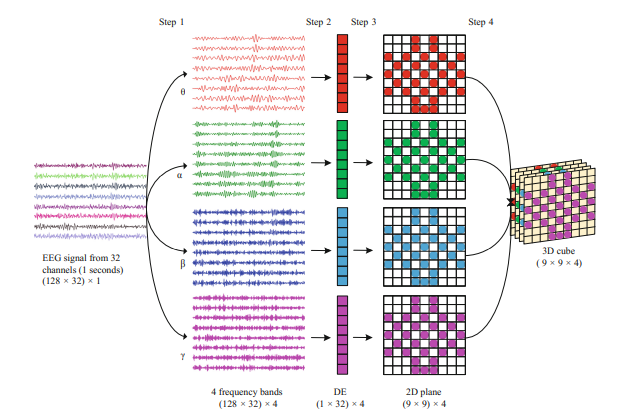 Step 1
Step 2
Step 3
Step 4
θ
α
β
γ
EEG signal from 32
channels (1 seconds)
(128 × 32) × 1
3D cube
( 9 × 9 × 4)
4 frequency bands
(128 × 32) × 4
DE
(1 × 32) × 4
2D plane
(9 × 9) × 4